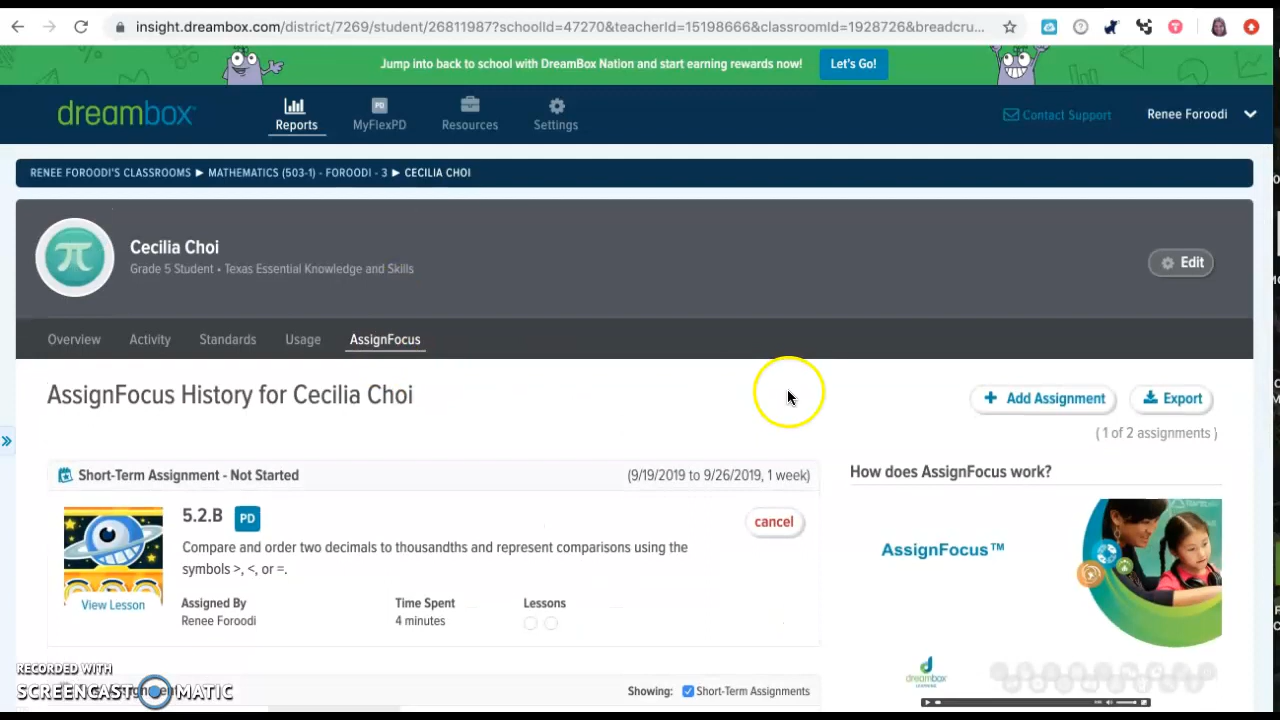 insight.dreambox.com/district/7269/student/26811987?schoolId=47270&teacherId=15198666&classroomId=1928726&breadcru...
Jump into back to school with DreamBox Nation and start earning rewards now! Let's Go!
dreambox
Reports
PD
MyFlexPD
Resources
Settings
Contact Support
Renee Foroodi
RENEE FOROODI'S CLASSROOMS ▶ MATHEMATICS (503-1) - FOROODI - 3 ▶ CECILIA CHOI
π
Cecilia Choi
Grade 5 Student • Texas Essential Knowledge and Skills
Edit
Overview Activity Standards Usage AssignFocus
AssignFocus History for Cecilia Choi
+ Add Assignment
Export
( 1 of 2 assignments )
Short-Term Assignment - Not Started (9/19/2019 to 9/26/2019, 1 week)
How does AssignFocus work?
5.2.B PD
cancel
Compare and order two decimals to thousandths and represent comparisons using the
symbols >, <, or =.
View Lesson
Assigned By Time Spent Lessons
Renee Foroodi 4 minutes
AssignFocus™
dreambox
LEARNING
RECORDED WITH
SCREENCAST MATIC
Showing: Short-Term Assignments